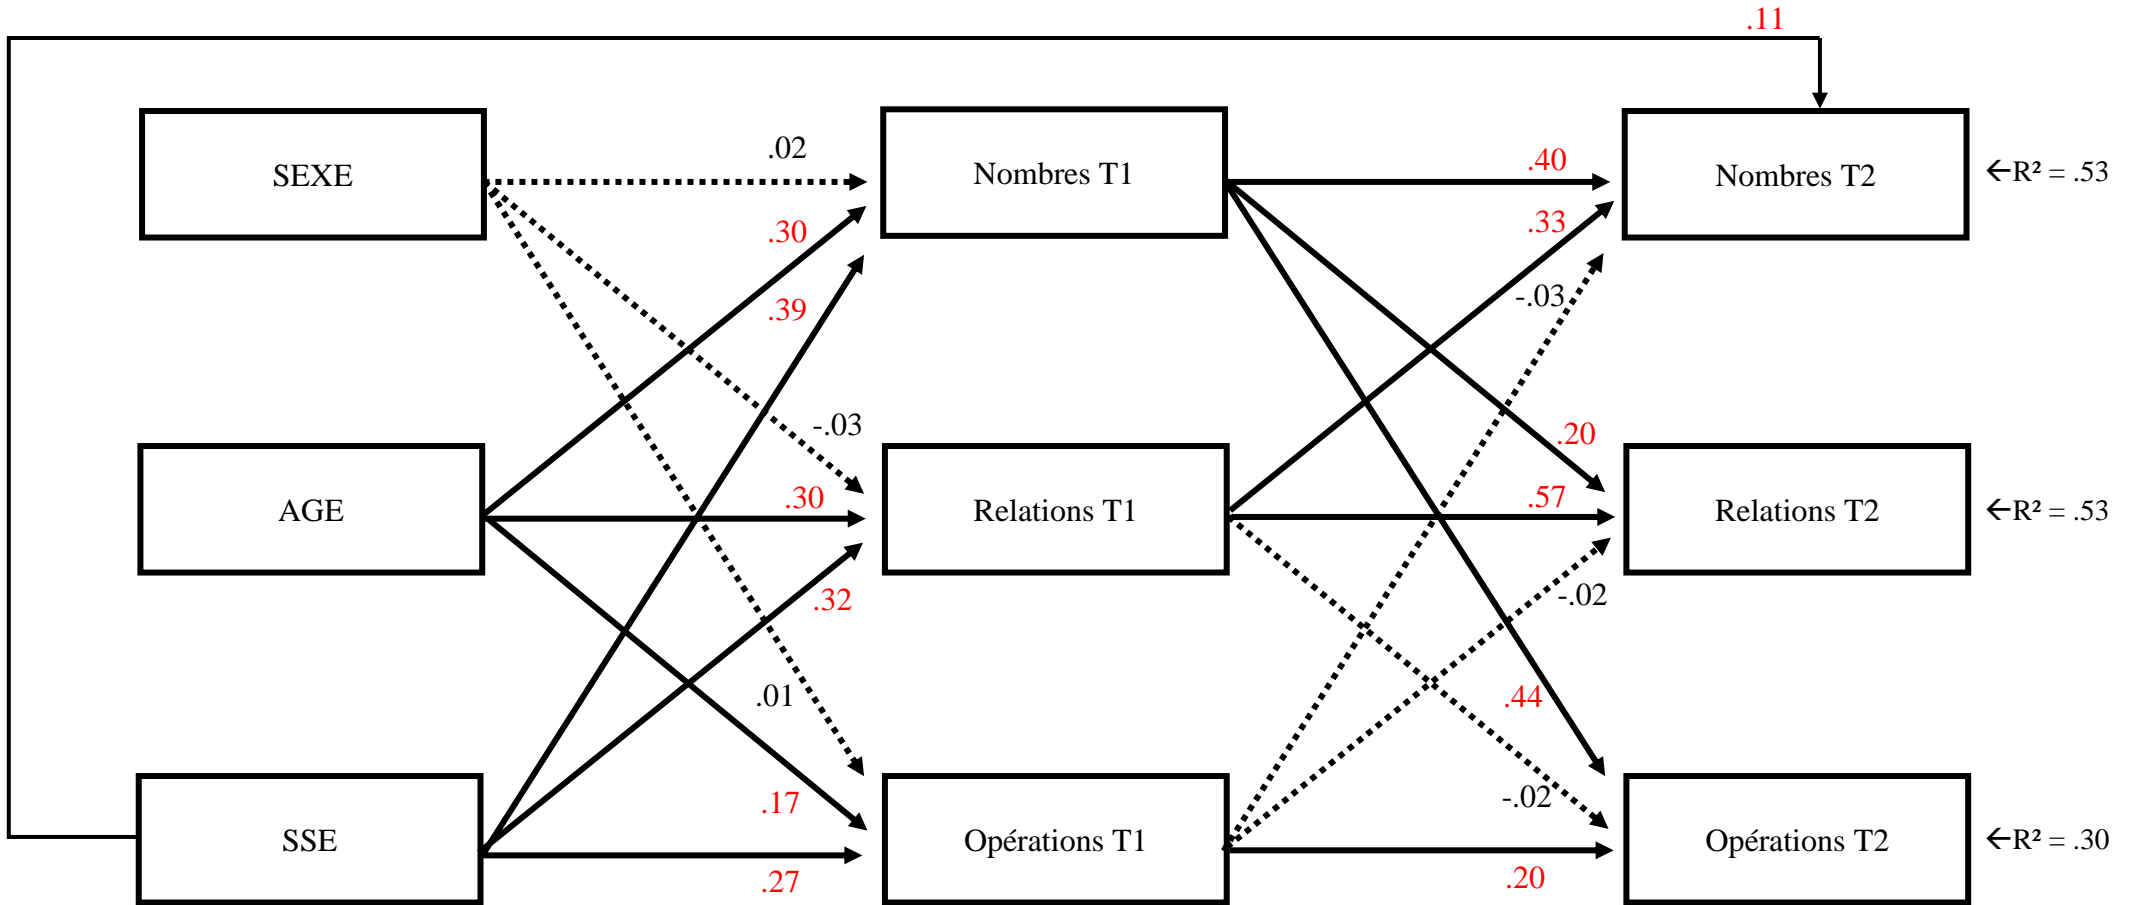 .11
SEXE
.02
Nombres T1
.40
Nombres T2
←R² = .53
.30
.33
.39
-.03
-.03
.20
AGE
.30
Relations T1
.57
Relations T2
←R² = .53
.32
-.02
.01
.44
.17
-.02
SSE
Opérations T1
Opérations T2
←R² = .30
.27
.20